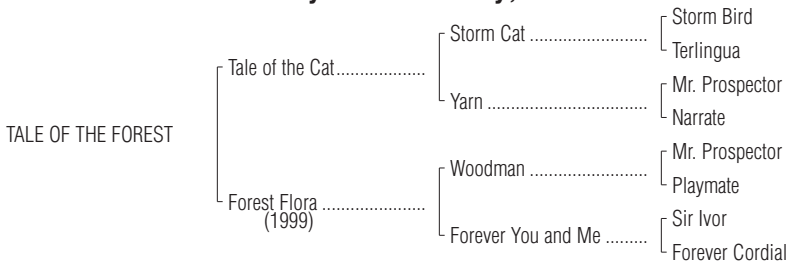 Storm Bird
Storm Cat ........................
Terlingua
Tale of the Cat...................
Mr. Prospector
Yarn ................................
Narrate
TALE OF THE FOREST
Mr. Prospector
Woodman ........................
Playmate
Forest Flora ......................
(1999)
Sir Ivor
Forever You and Me .........
Forever Cordial